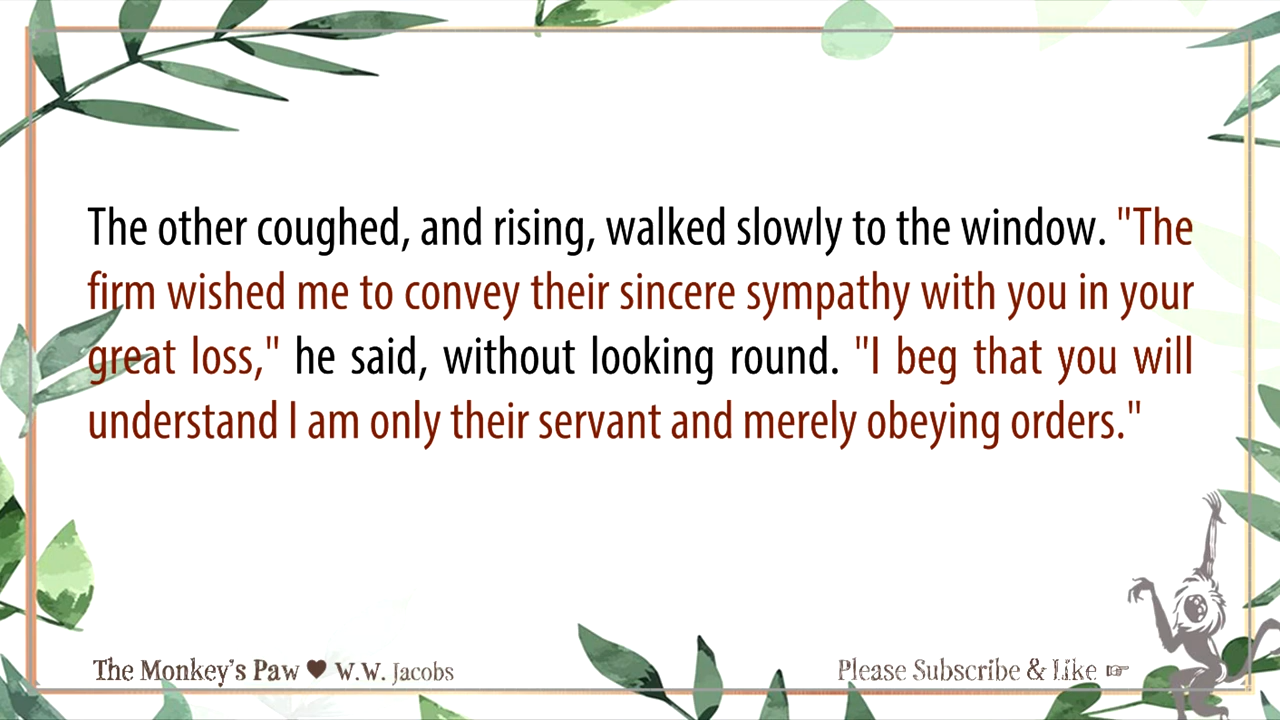 The other coughed, and rising, walked slowly to the window. "The
firm wished me to convey their sincere sympathy with you in your
great loss," he said, without looking round. "I beg that you will
understand I am only their servant and merely obeying orders."
The Monkey's Paw ♥ W.W. Jacobs
Please Subscribe & Like ☞